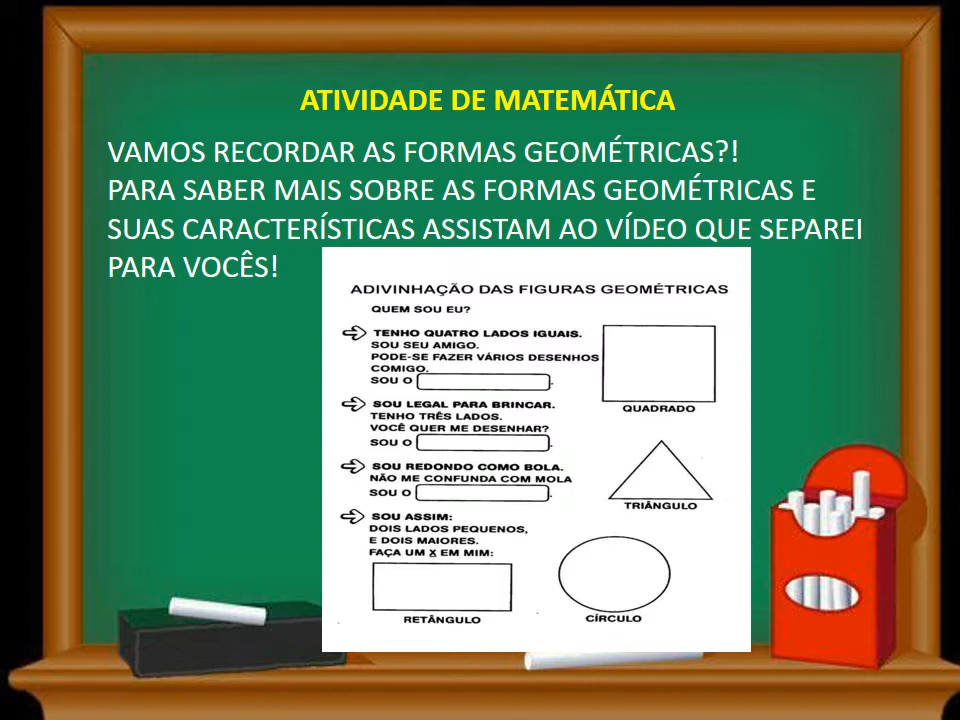 ATIVIDADE DE MATEMÁTICA
VAMOS RECORDAR AS FORMAS GEOMÉTRICAS?!
PARA SABER MAIS SOBRE AS FORMAS GEOMÉTRICAS E
SUAS CARACTERÍSTICAS ASSISTAM AO VÍDEO QUE SEPAREI
PARA VOCÊS!
ADIVINHAÇÃO DAS FIGURAS GEOMÉTRICAS
QUEM SOU EU?
TENHO QUATRO LADOS IGUAIS.
SOU SEU AMIGO.
PODE-SE FAZER VÁRIOS DESENHOS
COMIGO.
SOU O .
QUADRADO
SOU LEGAL PARA BRINCAR.
TENHO TRÊS LADOS.
VOCÊ QUER ME DESENHAR?
SOU O .
TRIÂNGULO
SOU REDONDO COMO BOLA.
NÃO ME CONFUNDA COM MOLA
SOU O .
SOU ASSIM:
DOIS LADOS PEQUENOS,
E DOIS MAIORES.
FAÇA UM X EM MIM:
RETÂNGULO
CÍRCULO